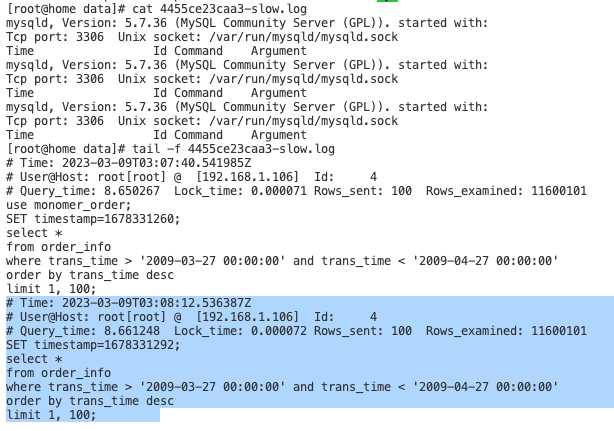 [root@home data]# cat 4455ce23caa3-slow.log
mysqld, Version: 5.7.36 (MySQL Community Server (GPL)). started with:
Tcp port: 3306  Unix socket: /var/run/mysqld/mysqld.sock
Time                 Id Command    Argument
mysqld, Version: 5.7.36 (MySQL Community Server (GPL)). started with:
Tcp port: 3306  Unix socket: /var/run/mysqld/mysqld.sock
Time                 Id Command    Argument
mysqld, Version: 5.7.36 (MySQL Community Server (GPL)). started with:
Tcp port: 3306  Unix socket: /var/run/mysqld/mysqld.sock
Time                 Id Command    Argument
[root@home data]# tail -f 4455ce23caa3-slow.log
# Time: 2023-03-09T03:07:40.541985Z
# User@Host: root[root] @  [192.168.1.106]  Id:     4
# Query_time: 8.650267  Lock_time: 0.000071 Rows_sent: 100  Rows_examined: 11600101
use monomer_order;
SET timestamp=1678331260;
select *
from order_info
where trans_time > '2009-03-27 00:00:00' and trans_time < '2009-04-27 00:00:00'
order by trans_time desc
limit 1, 100;
# Time: 2023-03-09T03:08:12.536387Z
# User@Host: root[root] @  [192.168.1.106]  Id:     4
# Query_time: 8.661248  Lock_time: 0.000072 Rows_sent: 100  Rows_examined: 11600101
SET timestamp=1678331292;
select *
from order_info
where trans_time > '2009-03-27 00:00:00' and trans_time < '2009-04-27 00:00:00'
order by trans_time desc
limit 1, 100;